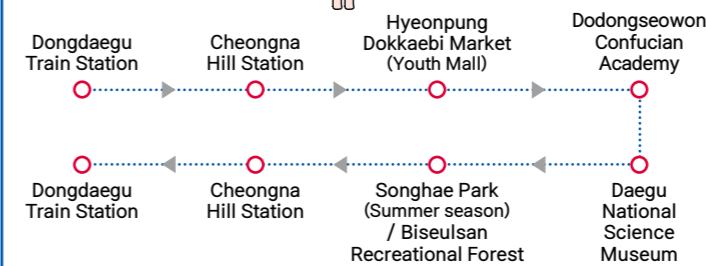 Dongdaegu
Train Station
Cheongna
Hill Station
Hyeonpung
Dokkaebi Market
(Youth Mall)
Dodongseowon
Confucian
Academy
Dongdaegu
Train Station
Cheongna
Hill Station
Songhae Park
(Summer season)
/ Biseulsan
Recreational Forest
Daegu
National
Science
Museum